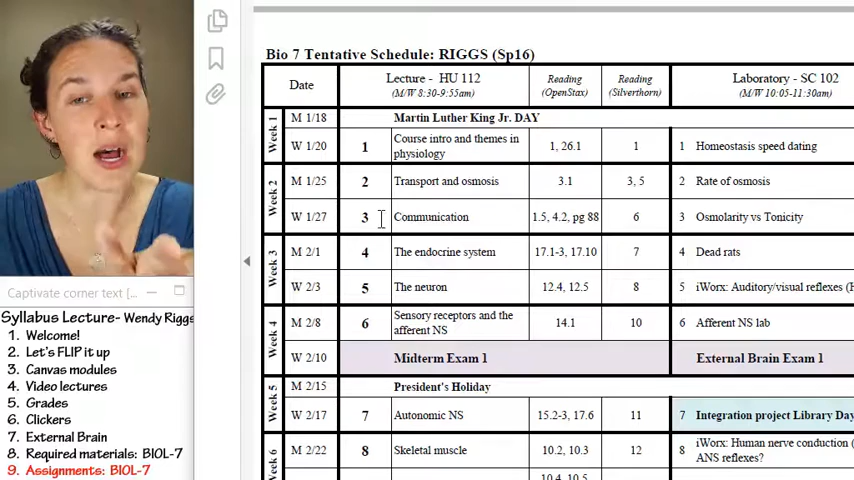 Bio 7 Tentative Schedule: RIGGS (Sp16)
Date
Lecture - HU 112
(M/W 8:30-9:55am)
Reading
(OpenStax)
Reading
(Silverthorn)
Laboratory - SC 102
(M/W 10:05-11:30am)
Week 1
M 1/18
Martin Luther King Jr. DAY
W 1/20
1
Course intro and themes in
physiology
1, 26.1
1
1 Homeostasis speed dating
Week 2
M 1/25
2
Transport and osmosis
3.1
3, 5
2 Rate of osmosis
W 1/27
3
Communication
1.5, 4.2, pg 88
6
3 Osmolarity vs Tonicity
Week 3
M 2/1
4
The endocrine system
17.1-3, 17.10
7
4 Dead rats
W 2/3
5
The neuron
12.4, 12.5
8
5 iWorx: Auditory/visual reflexes (H
Week 4
M 2/8
6
Sensory receptors and the
afferent NS
14.1
10
6 Afferent NS lab
W 2/10
Midterm Exam 1
External Brain Exam 1
Week 5
M 2/15
President's Holiday
W 2/17
7
Autonomic NS
15.2-3, 17.6
11
7 Integration project Library Day
Week 6
M 2/22
8
Skeletal muscle
10.2, 10.3
12
8 iWorx: Human nerve conduction (
ANS reflexes?
10.4, 10.5
Captivate corner text [...
Syllabus Lecture- Wendy Riggs
1. Welcome!
2. Let's FLIP it up
3. Canvas modules
4. Video lectures
5. Grades
6. Clickers
7. External Brain
8. Required materials: BIOL-7
9. Assignments: BIOL-7